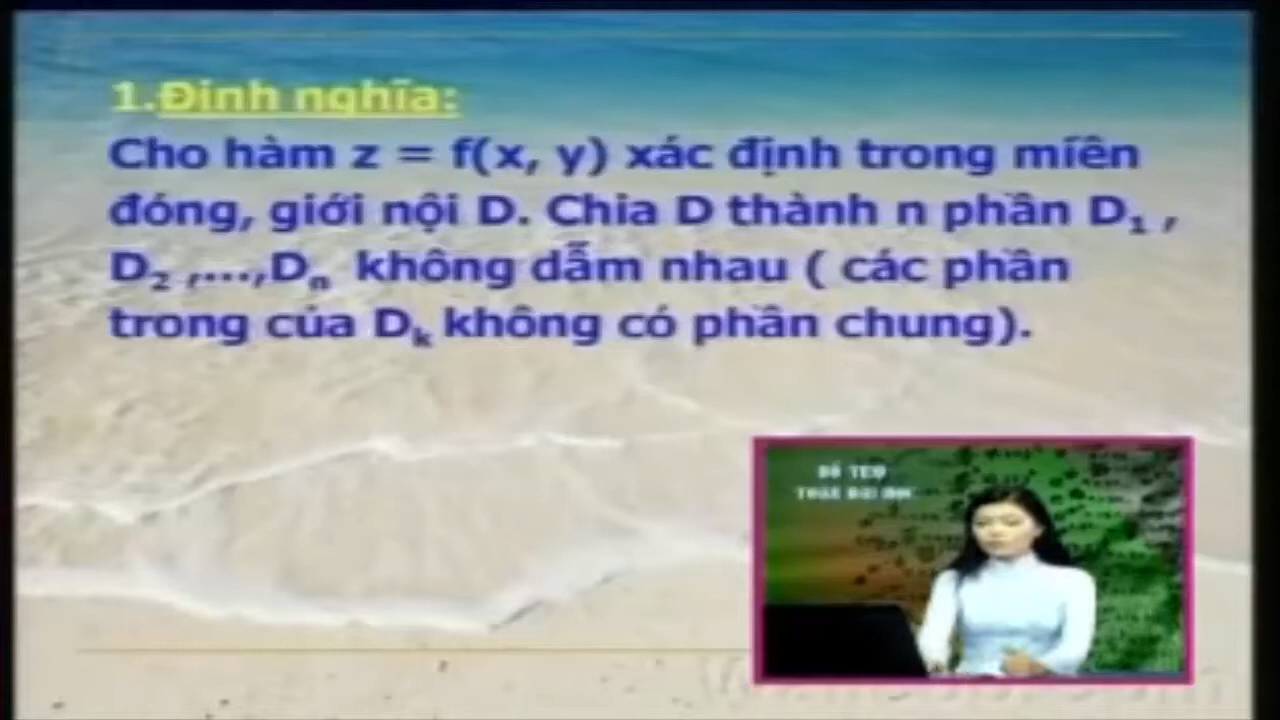 1.Định nghĩa:
Cho hàm z = f(x, y) xác định trong miền
đóng, giới nội D. Chia D thành n phần D₁ ,
D₂ ,…,Dₙ không dẫm nhau ( các phần
trong của Dₖ không có phần chung).